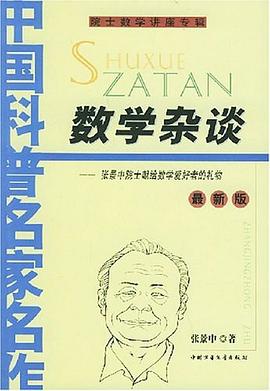 中国科普名家名作
院士数学讲座专辑
SHUXUE
ZATAN
数学杂谈
——张景中院士献给数学爱好者的礼物
最新版
ZHANGJINGZHONG ZHU
张景中 著
中国少年儿童出版社